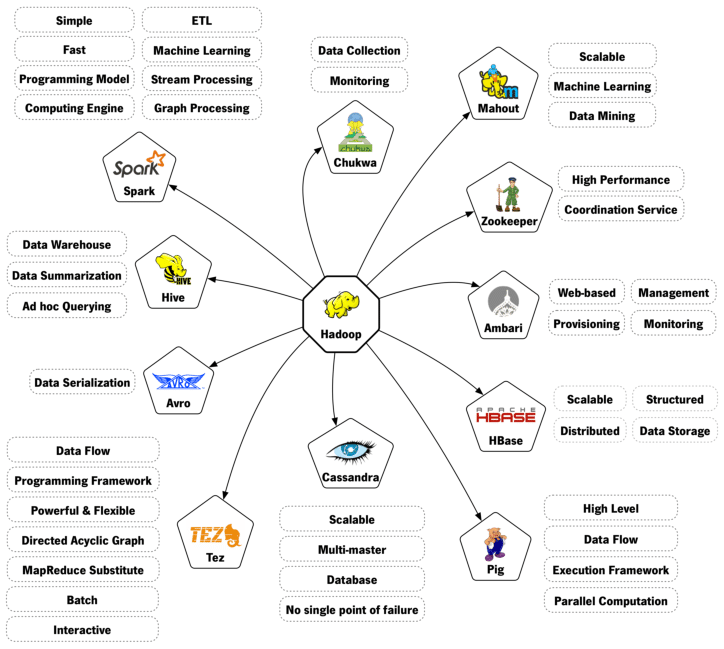 Simple
ETL
Fast
Machine Learning
Programming Model
Stream Processing
Computing Engine
Graph Processing
Spark
Spark
Data Collection
Monitoring
chukwa
Chukwa
Scalable
Machine Learning
Data Mining
m
Mahout
High Performance
Coordination Service
Zookeeper
Data Warehouse
Data Summarization
Ad hoc Querying
HIVE
Hive
Hadoop
Web-based
Management
Provisioning
Monitoring
Ambari
Data Serialization
AVRO
Avro
APACHE
HBASE
HBase
Scalable
Structured
Distributed
Data Storage
Cassandra
Scalable
Multi-master
Database
No single point of failure
Data Flow
Programming Framework
Powerful & Flexible
Directed Acyclic Graph
MapReduce Substitute
Batch
Interactive
TEZ
Tez
Pig
High Level
Data Flow
Execution Framework
Parallel Computation